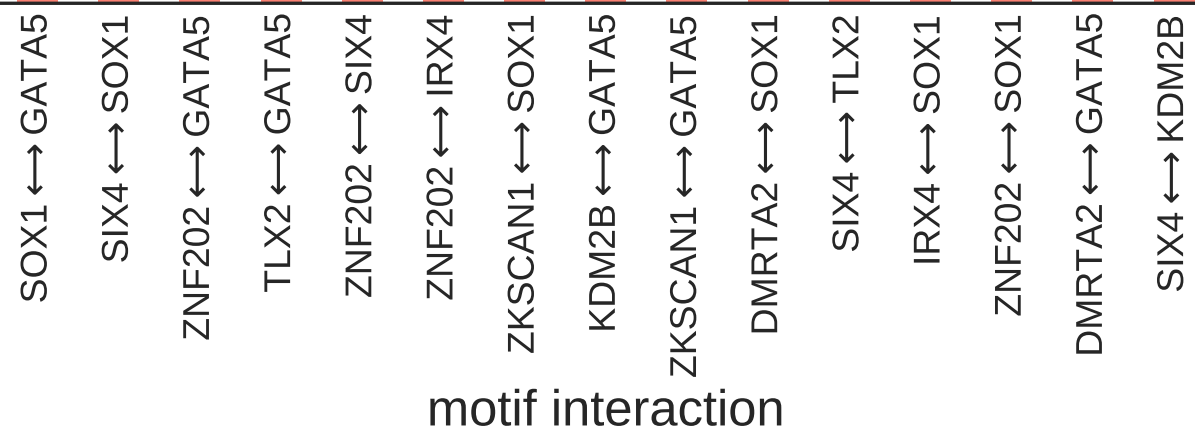 SOX1 ⟷ GATA5
SIX4 ⟷ SOX1
ZNF202 ⟷ GATA5
TLX2 ⟷ GATA5
ZNF202 ⟷ SIX4
ZNF202 ⟷ IRX4
ZKSCAN1 ⟷ SOX1
KDM2B ⟷ GATA5
ZKSCAN1 ⟷ GATA5
DMRTA2 ⟷ SOX1
SIX4 ⟷ TLX2
IRX4 ⟷ SOX1
ZNF202 ⟷ SOX1
DMRTA2 ⟷ GATA5
SIX4 ⟷ KDM2B
motif interaction